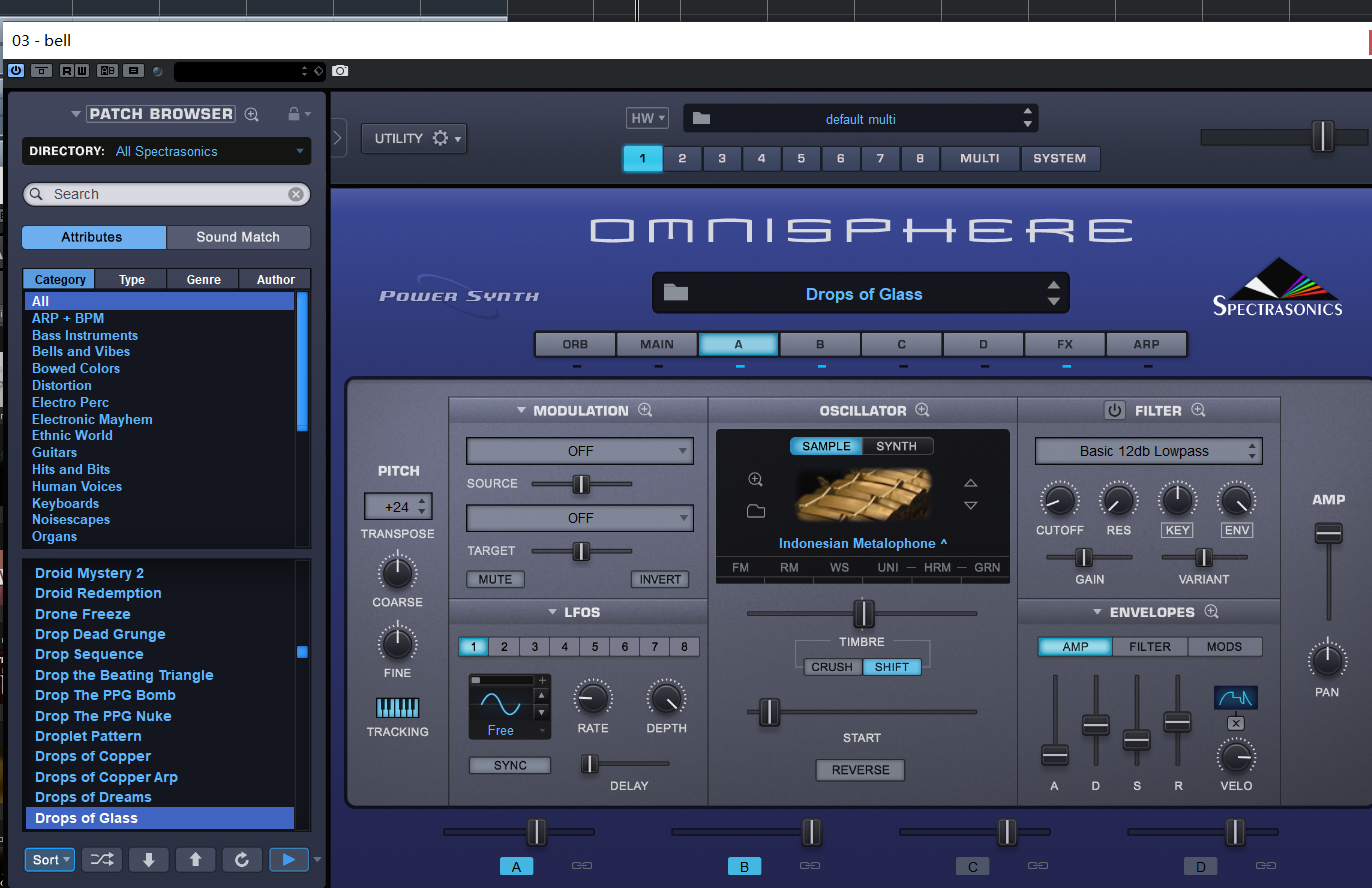 03 - bell
R W
PATCH BROWSER
DIRECTORY: All Spectrasonics
Search
Attributes Sound Match
Category Type Genre Author
All
ARP + BPM
Bass Instruments
Bells and Vibes
Bowed Colors
Distortion
Electro Perc
Electronic Mayhem
Ethnic World
Guitars
Hits and Bits
Human Voices
Keyboards
Noisescapes
Organs
Droid Mystery 2
Droid Redemption
Drone Freeze
Drop Dead Grunge
Drop Sequence
Drop the Beating Triangle
Drop The PPG Bomb
Drop The PPG Nuke
Droplet Pattern
Drops of Copper
Drops of Copper Arp
Drops of Dreams
Drops of Glass
Sort
UTILITY
HW
default multi
1 2 3 4 5 6 7 8 MULTI SYSTEM
OMNISPHERE
POWER SYNTH
Drops of Glass
SPECTRASONICS
ORB MAIN A B C D FX ARP
PITCH
+24
TRANSPOSE
COARSE
FINE
TRACKING
MODULATION
OFF
SOURCE
OFF
TARGET
MUTE INVERT
LFOS
1 2 3 4 5 6 7 8
Free
RATE DEPTH
SYNC
DELAY
OSCILLATOR
SAMPLE SYNTH
Indonesian Metalophone ^
FM RM WS UNI HRM GRN
TIMBRE
CRUSH SHIFT
START
REVERSE
FILTER
Basic 12db Lowpass
CUTOFF RES KEY ENV
GAIN VARIANT
ENVELOPES
AMP FILTER MODS
X
A D S R VELO
AMP
PAN
A B C D